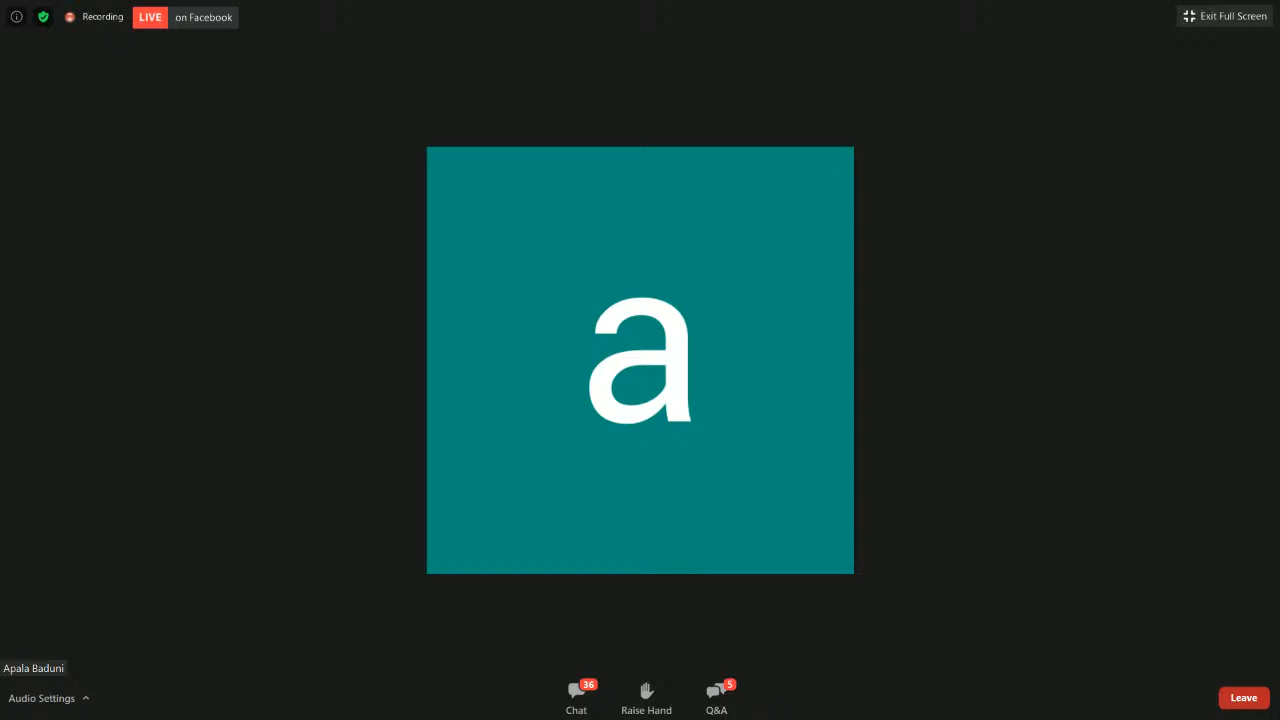 Recording LIVE on Facebook
Exit Full Screen
a
Apala Baduni
Audio Settings
36
Chat
Raise Hand
5
Q&A
Leave